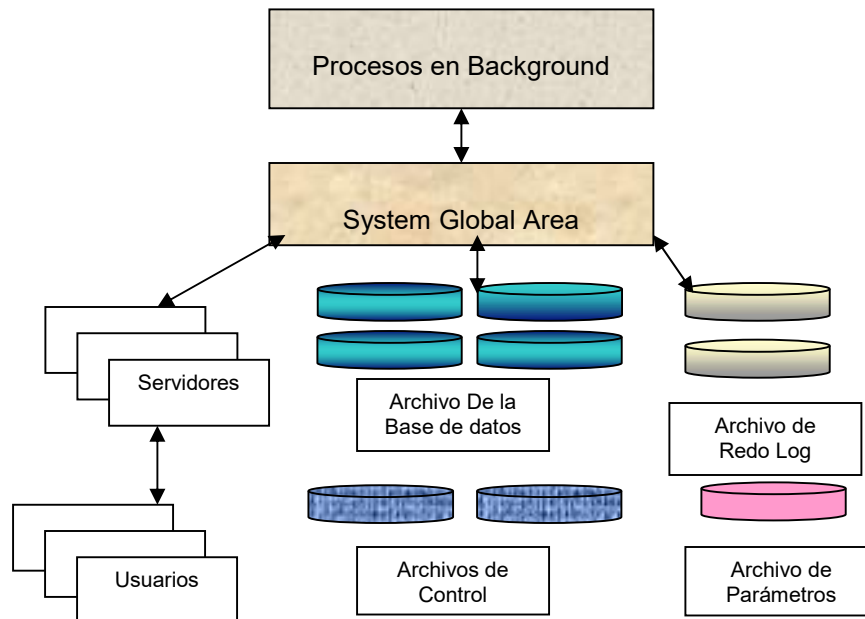 Procesos en Background
System Global Area
Servidores
Archivo De la
Base de datos
Archivo de
Redo Log
Usuarios
Archivos de
Control
Archivo de
Parámetros